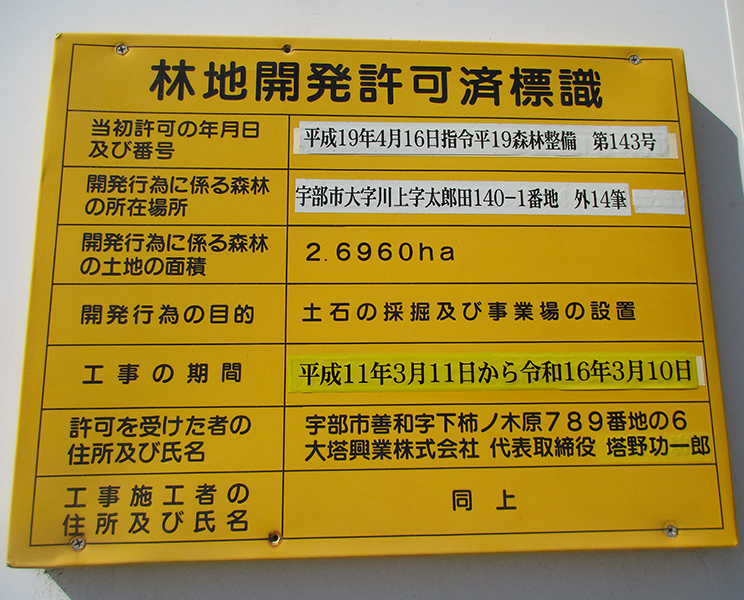 林地開発許可済標識
当初許可の年月日
及び番号
平成19年4月16日指令平19森林整備　第143号
開発行為に係る森林
の所在場所
宇部市大字川上字太郎田140-1番地　外14筆
開発行為に係る森林
の土地の面積
2.6960ha
開発行為の目的
土石の採掘及び事業場の設置
工事の期間
平成11年3月11日から令和16年3月10日
許可を受けた者の
住所及び氏名
宇部市善和字下柿ノ木原789番地の6
大塔興業株式会社 代表取締役 塔野功一郎
工事施工者の
住所及び氏名
同上